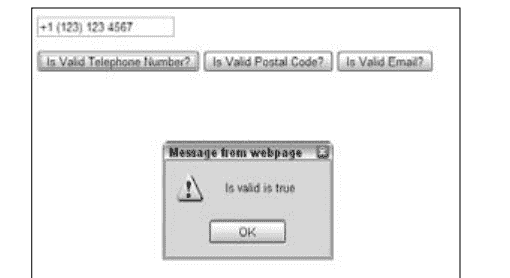 +1 (123) 123 4567
Is Valid Telephone Number? Is Valid Postal Code? Is Valid Email?
Message from webpage
Is valid is true
OK